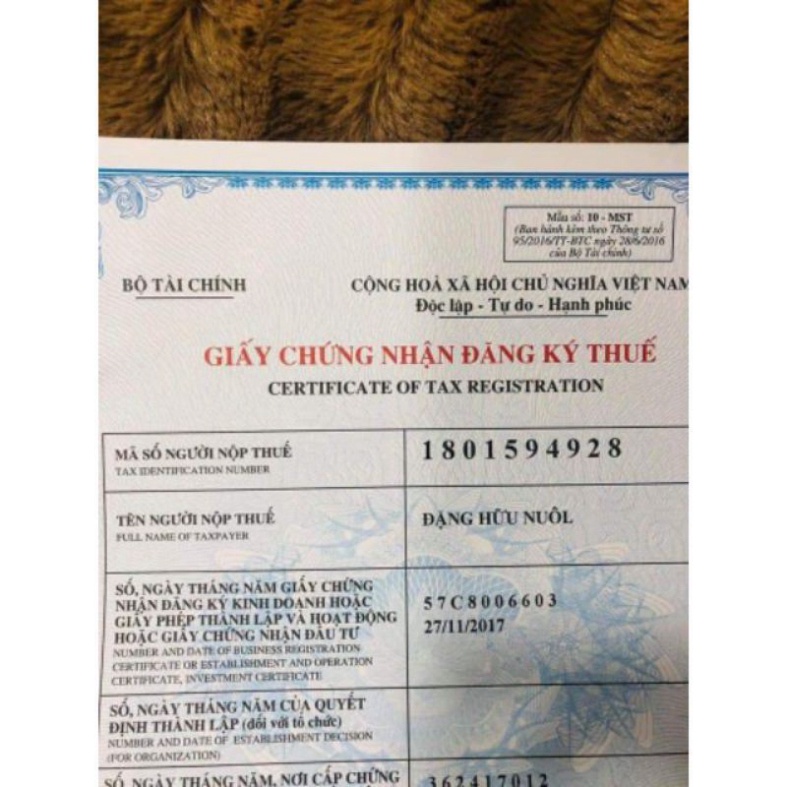 Mẫu số: 10 - MST
(Ban hành kèm theo Thông tư số
95/2016/TT-BTC ngày 28/6/2016
của Bộ Tài chính)
BỘ TÀI CHÍNH
CỘNG HOÀ XÃ HỘI CHỦ NGHĨA VIỆT NAM
Độc lập - Tự do - Hạnh phúc
GIẤY CHỨNG NHẬN ĐĂNG KÝ THUẾ
CERTIFICATE OF TAX REGISTRATION
MÃ SỐ NGƯỜI NỘP THUẾ
TAX IDENTIFICATION NUMBER
1801594928
TÊN NGƯỜI NỘP THUẾ
FULL NAME OF TAXPAYER
ĐẶNG HỮU NUÔL
SỐ, NGÀY THÁNG NĂM GIẤY CHỨNG
NHẬN ĐĂNG KÝ KINH DOANH HOẶC
GIẤY PHÉP THÀNH LẬP VÀ HOẠT ĐỘNG
HOẶC GIẤY CHỨNG NHẬN ĐẦU TƯ
NUMBER AND DATE OF BUSINESS REGISTRATION
CERTIFICATE OR ESTABLISHMENT AND OPERATION
CERTIFICATE, INVESTMENT CERTIFICATE
57C8006603
27/11/2017
SỐ, NGÀY THÁNG NĂM CỦA QUYẾT
ĐỊNH THÀNH LẬP (đối với tổ chức)
NUMBER AND DATE OF ESTABLISHMENT DECISION
(FOR ORGANIZATION)
SỐ, NGÀY THÁNG NĂM, NƠI CẤP CHỨNG
362417012